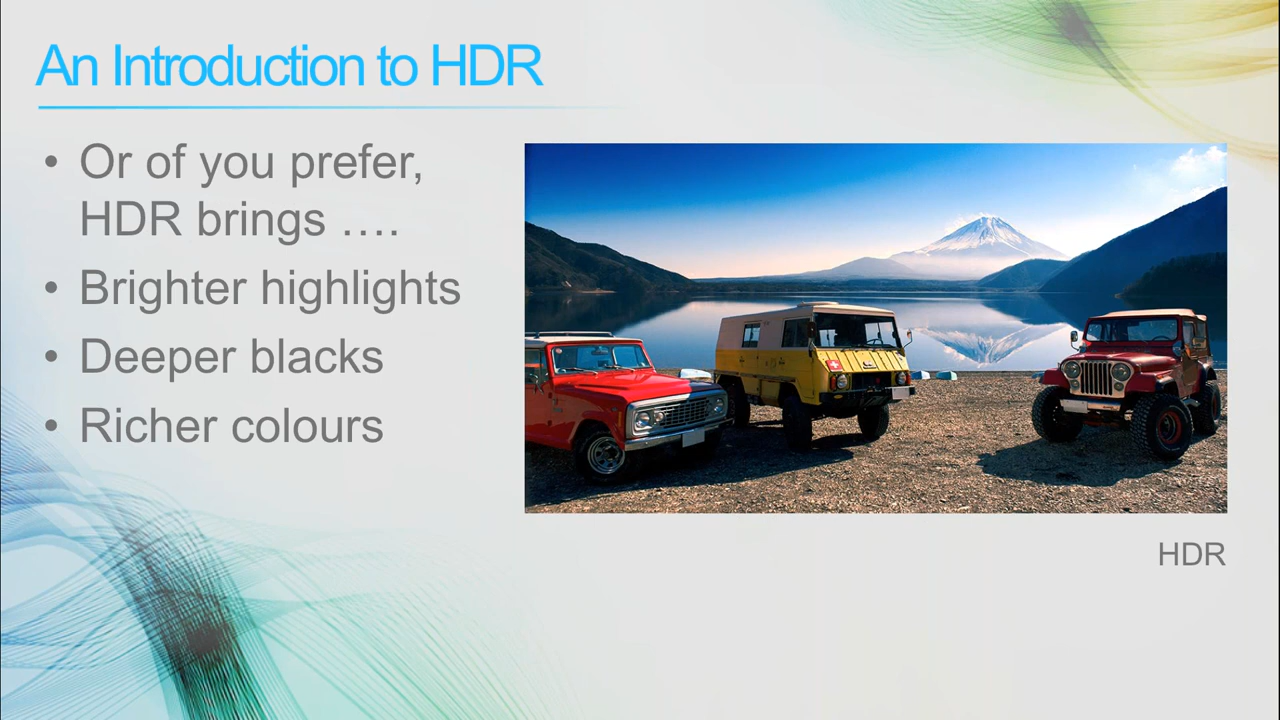 An Introduction to HDR
• Or of you prefer,
HDR brings ….
• Brighter highlights
• Deeper blacks
• Richer colours
HDR